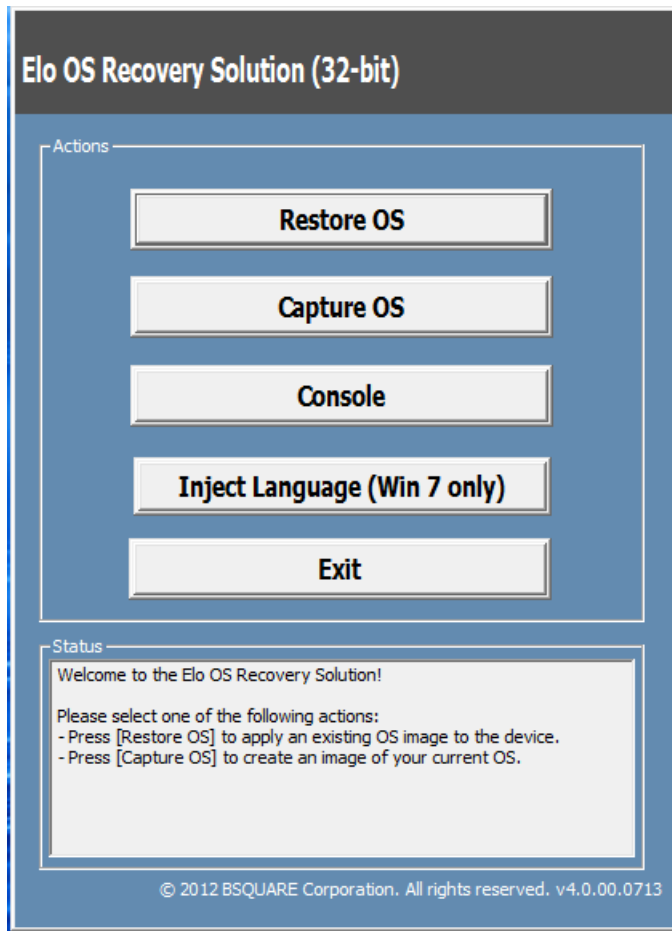 Elo OS Recovery Solution (32-bit)
Actions
Restore OS
Capture OS
Console
Inject Language (Win 7 only)
Exit
Status
Welcome to the Elo OS Recovery Solution!
Please select one of the following actions:
- Press [Restore OS] to apply an existing OS image to the device.
- Press [Capture OS] to create an image of your current OS.
© 2012 BSQUARE Corporation. All rights reserved. v4.0.00.0713